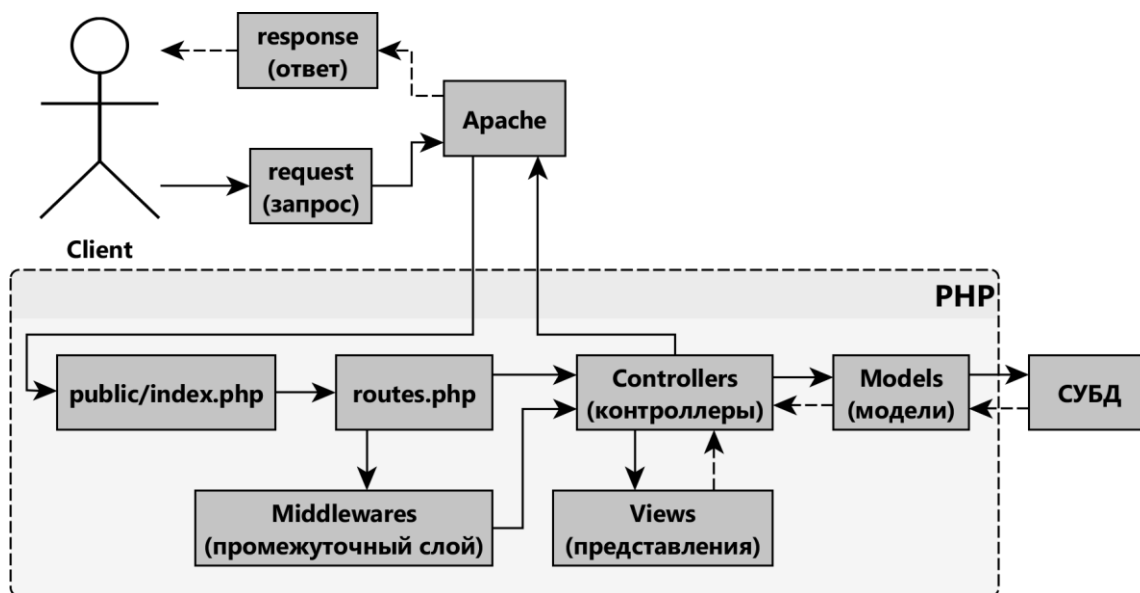 response
(ответ)
Apache
request
(запрос)
Client
PHP
public/index.php
routes.php
Controllers
(контроллеры)
Models
(модели)
СУБД
Middlewares
(промежуточный слой)
Views
(представления)